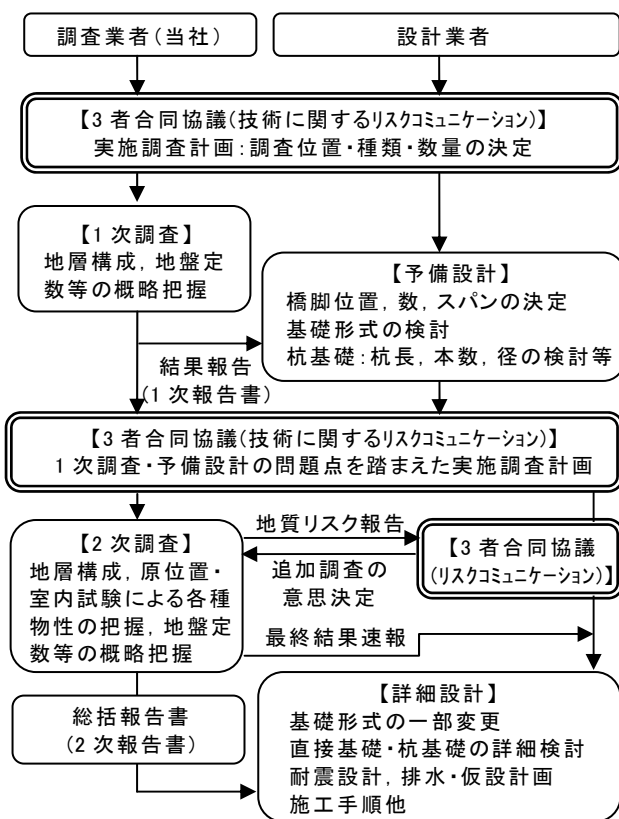 調査業者(当社)
設計業者
【3者合同協議(技術に関するリスクコミュニケーション)】
実施調査計画:調査位置・種類・数量の決定
【1次調査】
地層構成,地盤定
数等の概略把握
【予備設計】
橋脚位置,数,スパンの決定
基礎形式の検討
杭基礎:杭長,本数,径の検討等
結果報告
(1次報告書)
【3者合同協議(技術に関するリスクコミュニケーション)】
1次調査・予備設計の問題点を踏まえた実施調査計画
【2次調査】
地層構成,原位置・
室内試験による各種
物性の把握,地盤定
数等の概略把握
地質リスク報告
追加調査の
意思決定
【3者合同協議
(リスクコミュニケーション)】
最終結果速報
総括報告書
(2次報告書)
【詳細設計】
基礎形式の一部変更
直接基礎・杭基礎の詳細検討
耐震設計,排水・仮設計画
施工手順他